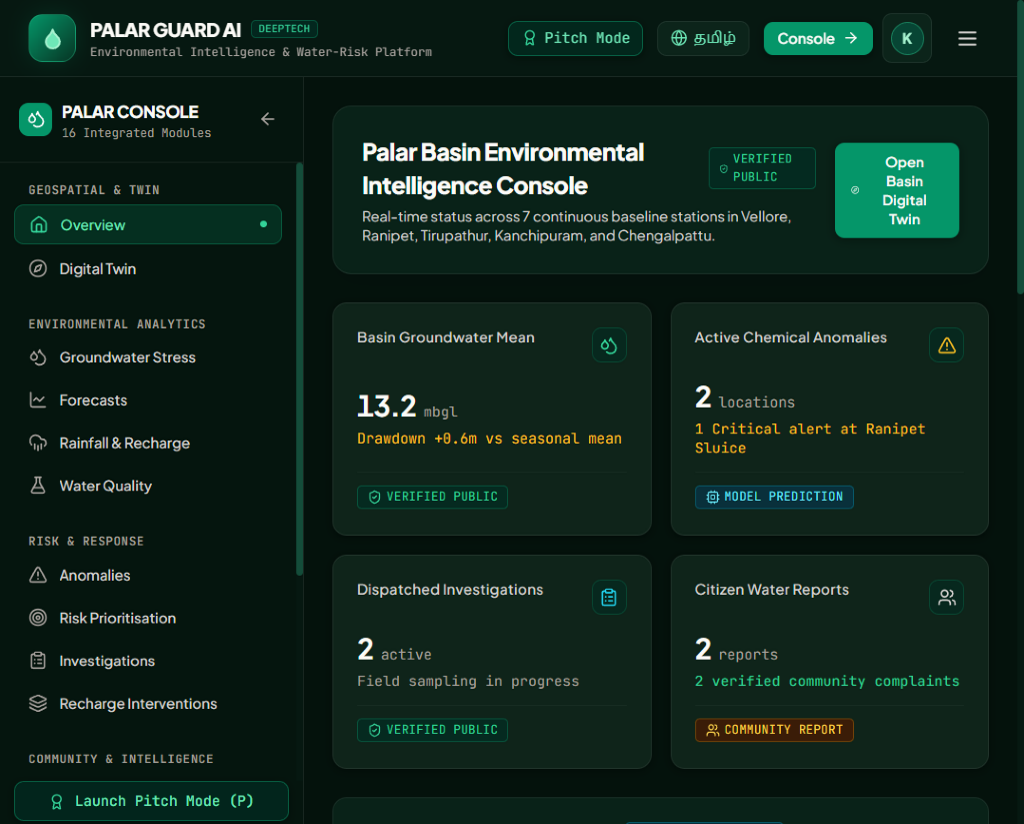 PALAR GUARD AI
DEEPTECH
Environmental Intelligence & Water-Risk Platform
Pitch Mode
தமிழ்
Console
K
PALAR CONSOLE
16 Integrated Modules
GEOSPATIAL & TWIN
Overview
Digital Twin
ENVIRONMENTAL ANALYTICS
Groundwater Stress
Forecasts
Rainfall & Recharge
Water Quality
RISK & RESPONSE
Anomalies
Risk Prioritisation
Investigations
Recharge Interventions
COMMUNITY & INTELLIGENCE
Launch Pitch Mode (P)
Palar Basin Environmental
Intelligence Console
VERIFIED
PUBLIC
Real-time status across 7 continuous baseline stations in Vellore,
Ranipet, Tirupathur, Kanchipuram, and Chengalpattu.
Open
Basin
Digital
Twin
Basin Groundwater Mean
13.2 mbgl
Drawdown +0.6m vs seasonal mean
VERIFIED PUBLIC
Active Chemical Anomalies
2 locations
1 Critical alert at Ranipet
Sluice
MODEL PREDICTION
Dispatched Investigations
2 active
Field sampling in progress
VERIFIED PUBLIC
Citizen Water Reports
2 reports
2 verified community complaints
COMMUNITY REPORT